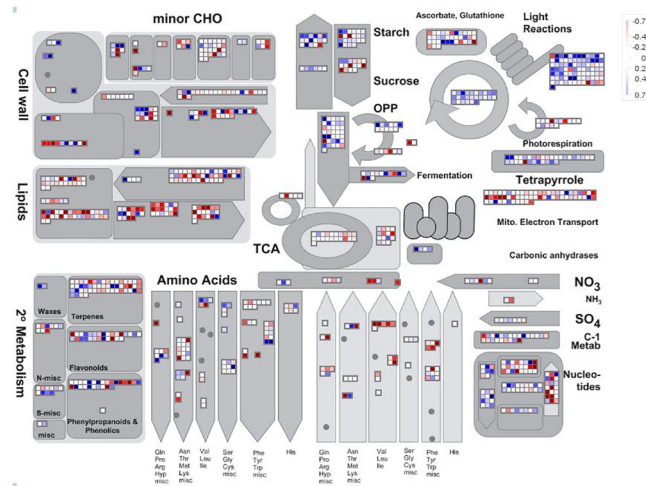 minor CHO
Ascorbate, Glutathione
Light
Reactions
Starch
Sucrose
OPP
Fermentation
Cell wall
Photorespiration
Tetrapyrrole
Mito. Electron Transport
Carbonic anhydrases
Lipids
TCA
Amino Acids
NO3
NH3
SO4
C-1
Metab
Nucleo-
tides
2° Metabolism
Waxes
Terpenes
N-misc
Flavonoids
S-misc
misc
Phenylpropanoids &
Phenolics
Gln
Pro
Arg
Hyp
misc
Asn
Thr
Met
Lys
misc
Val
Leu
Ile
Ser
Gly
Cys
misc
Phe
Tyr
Trp
misc
His
Gln
Pro
Arg
Hyp
misc
Asn
Thr
Met
Lys
misc
Val
Leu
Ile
Ser
Gly
Cys
misc
Phe
Tyr
Trp
misc
His
-0.7
-0.4
-0.2
0
0.2
0.4
0.7